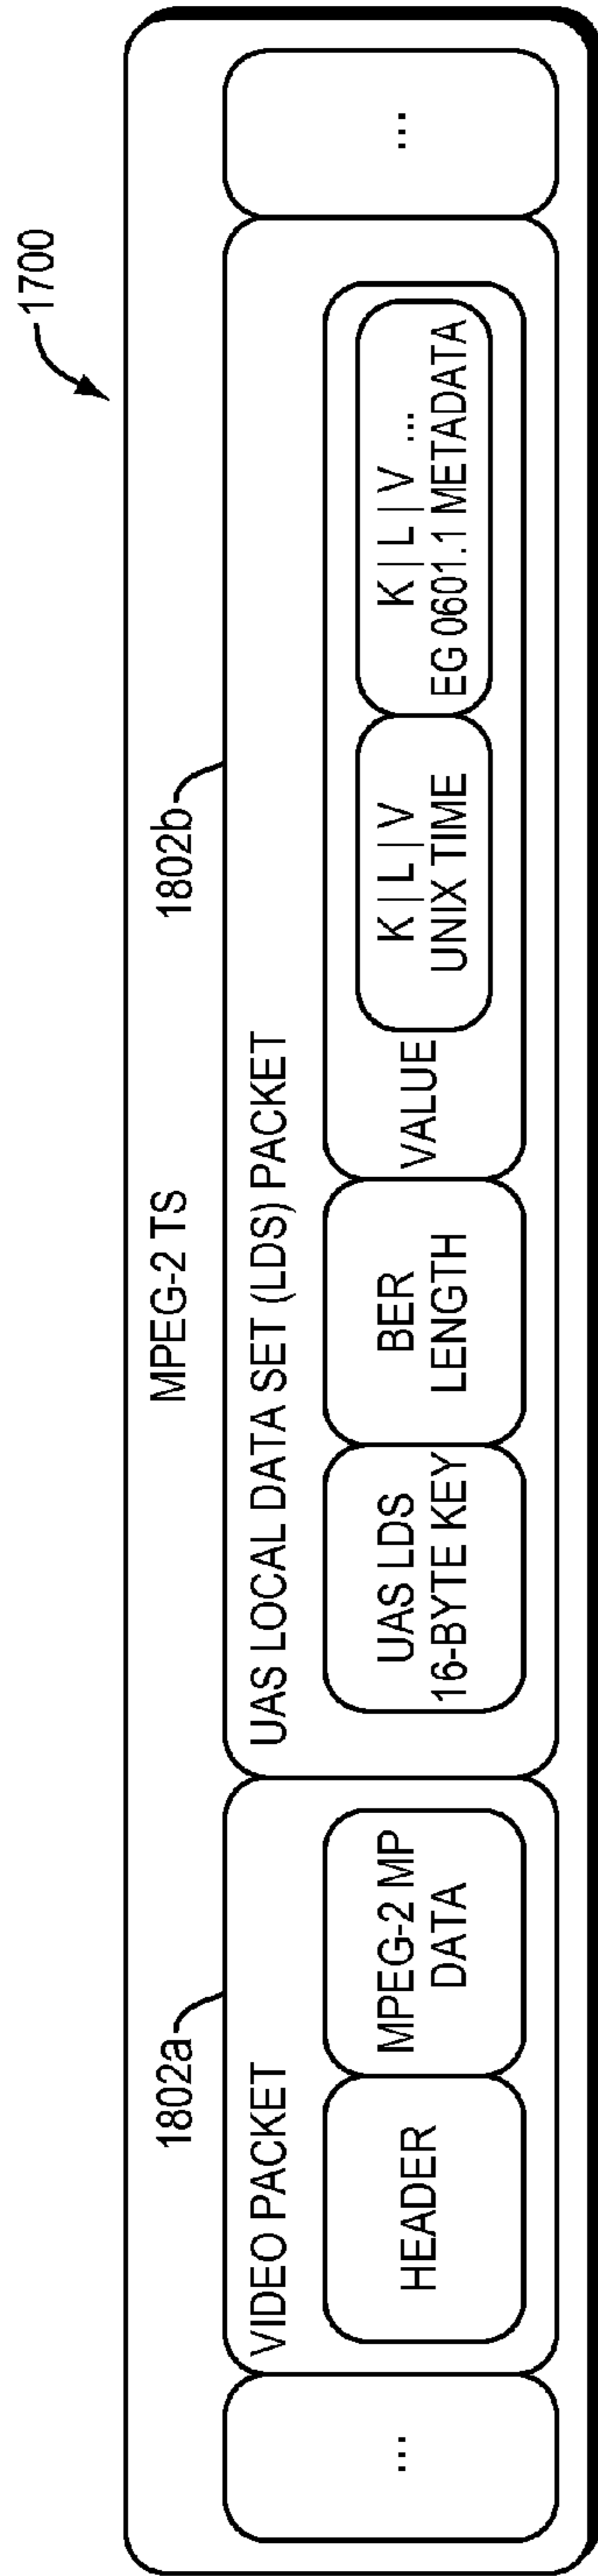 1700
MPEG-2 TS
1802a
1802b
...
VIDEO PACKET
HEADER
MPEG-2 MP
DATA
UAS LOCAL DATA SET (LDS) PACKET
UAS LDS
16-BYTE KEY
BER
LENGTH
VALUE
K | L | V
UNIX TIME
K | L | V ...
EG 0601.1 METADATA
...